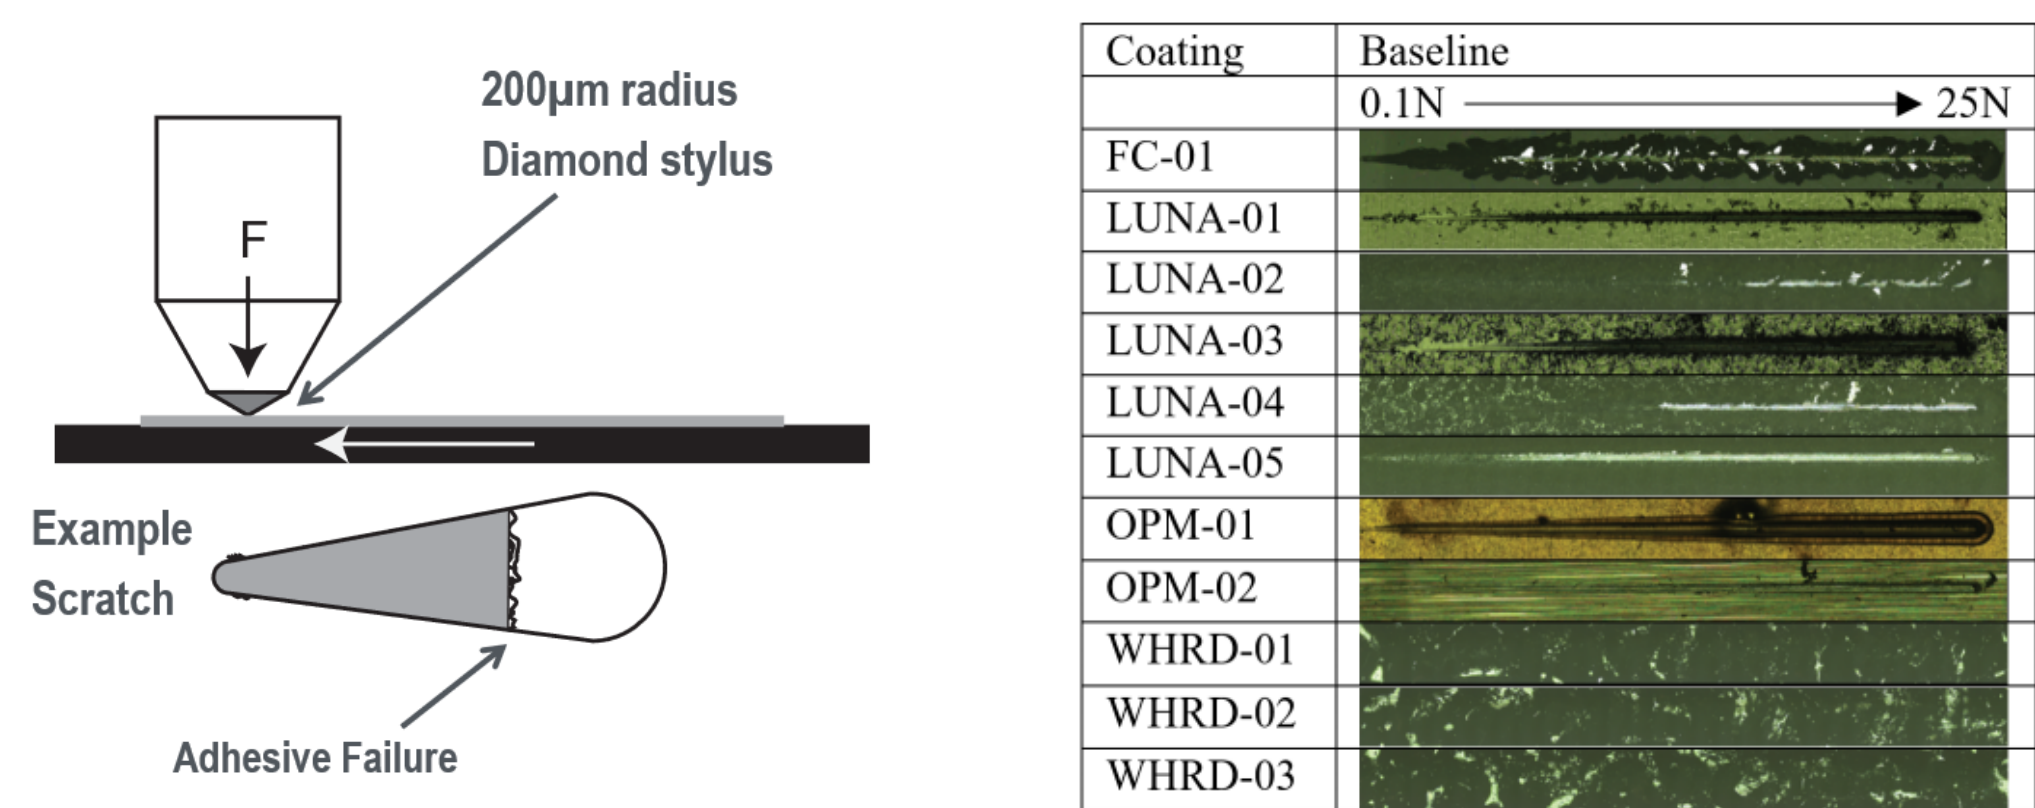 200µm radius
Diamond stylus
F
Example
Scratch
Adhesive Failure
Coating Baseline
0.1N 25N
FC-01
LUNA-01
LUNA-02
LUNA-03
LUNA-04
LUNA-05
OPM-01
OPM-02
WHRD-01
WHRD-02
WHRD-03